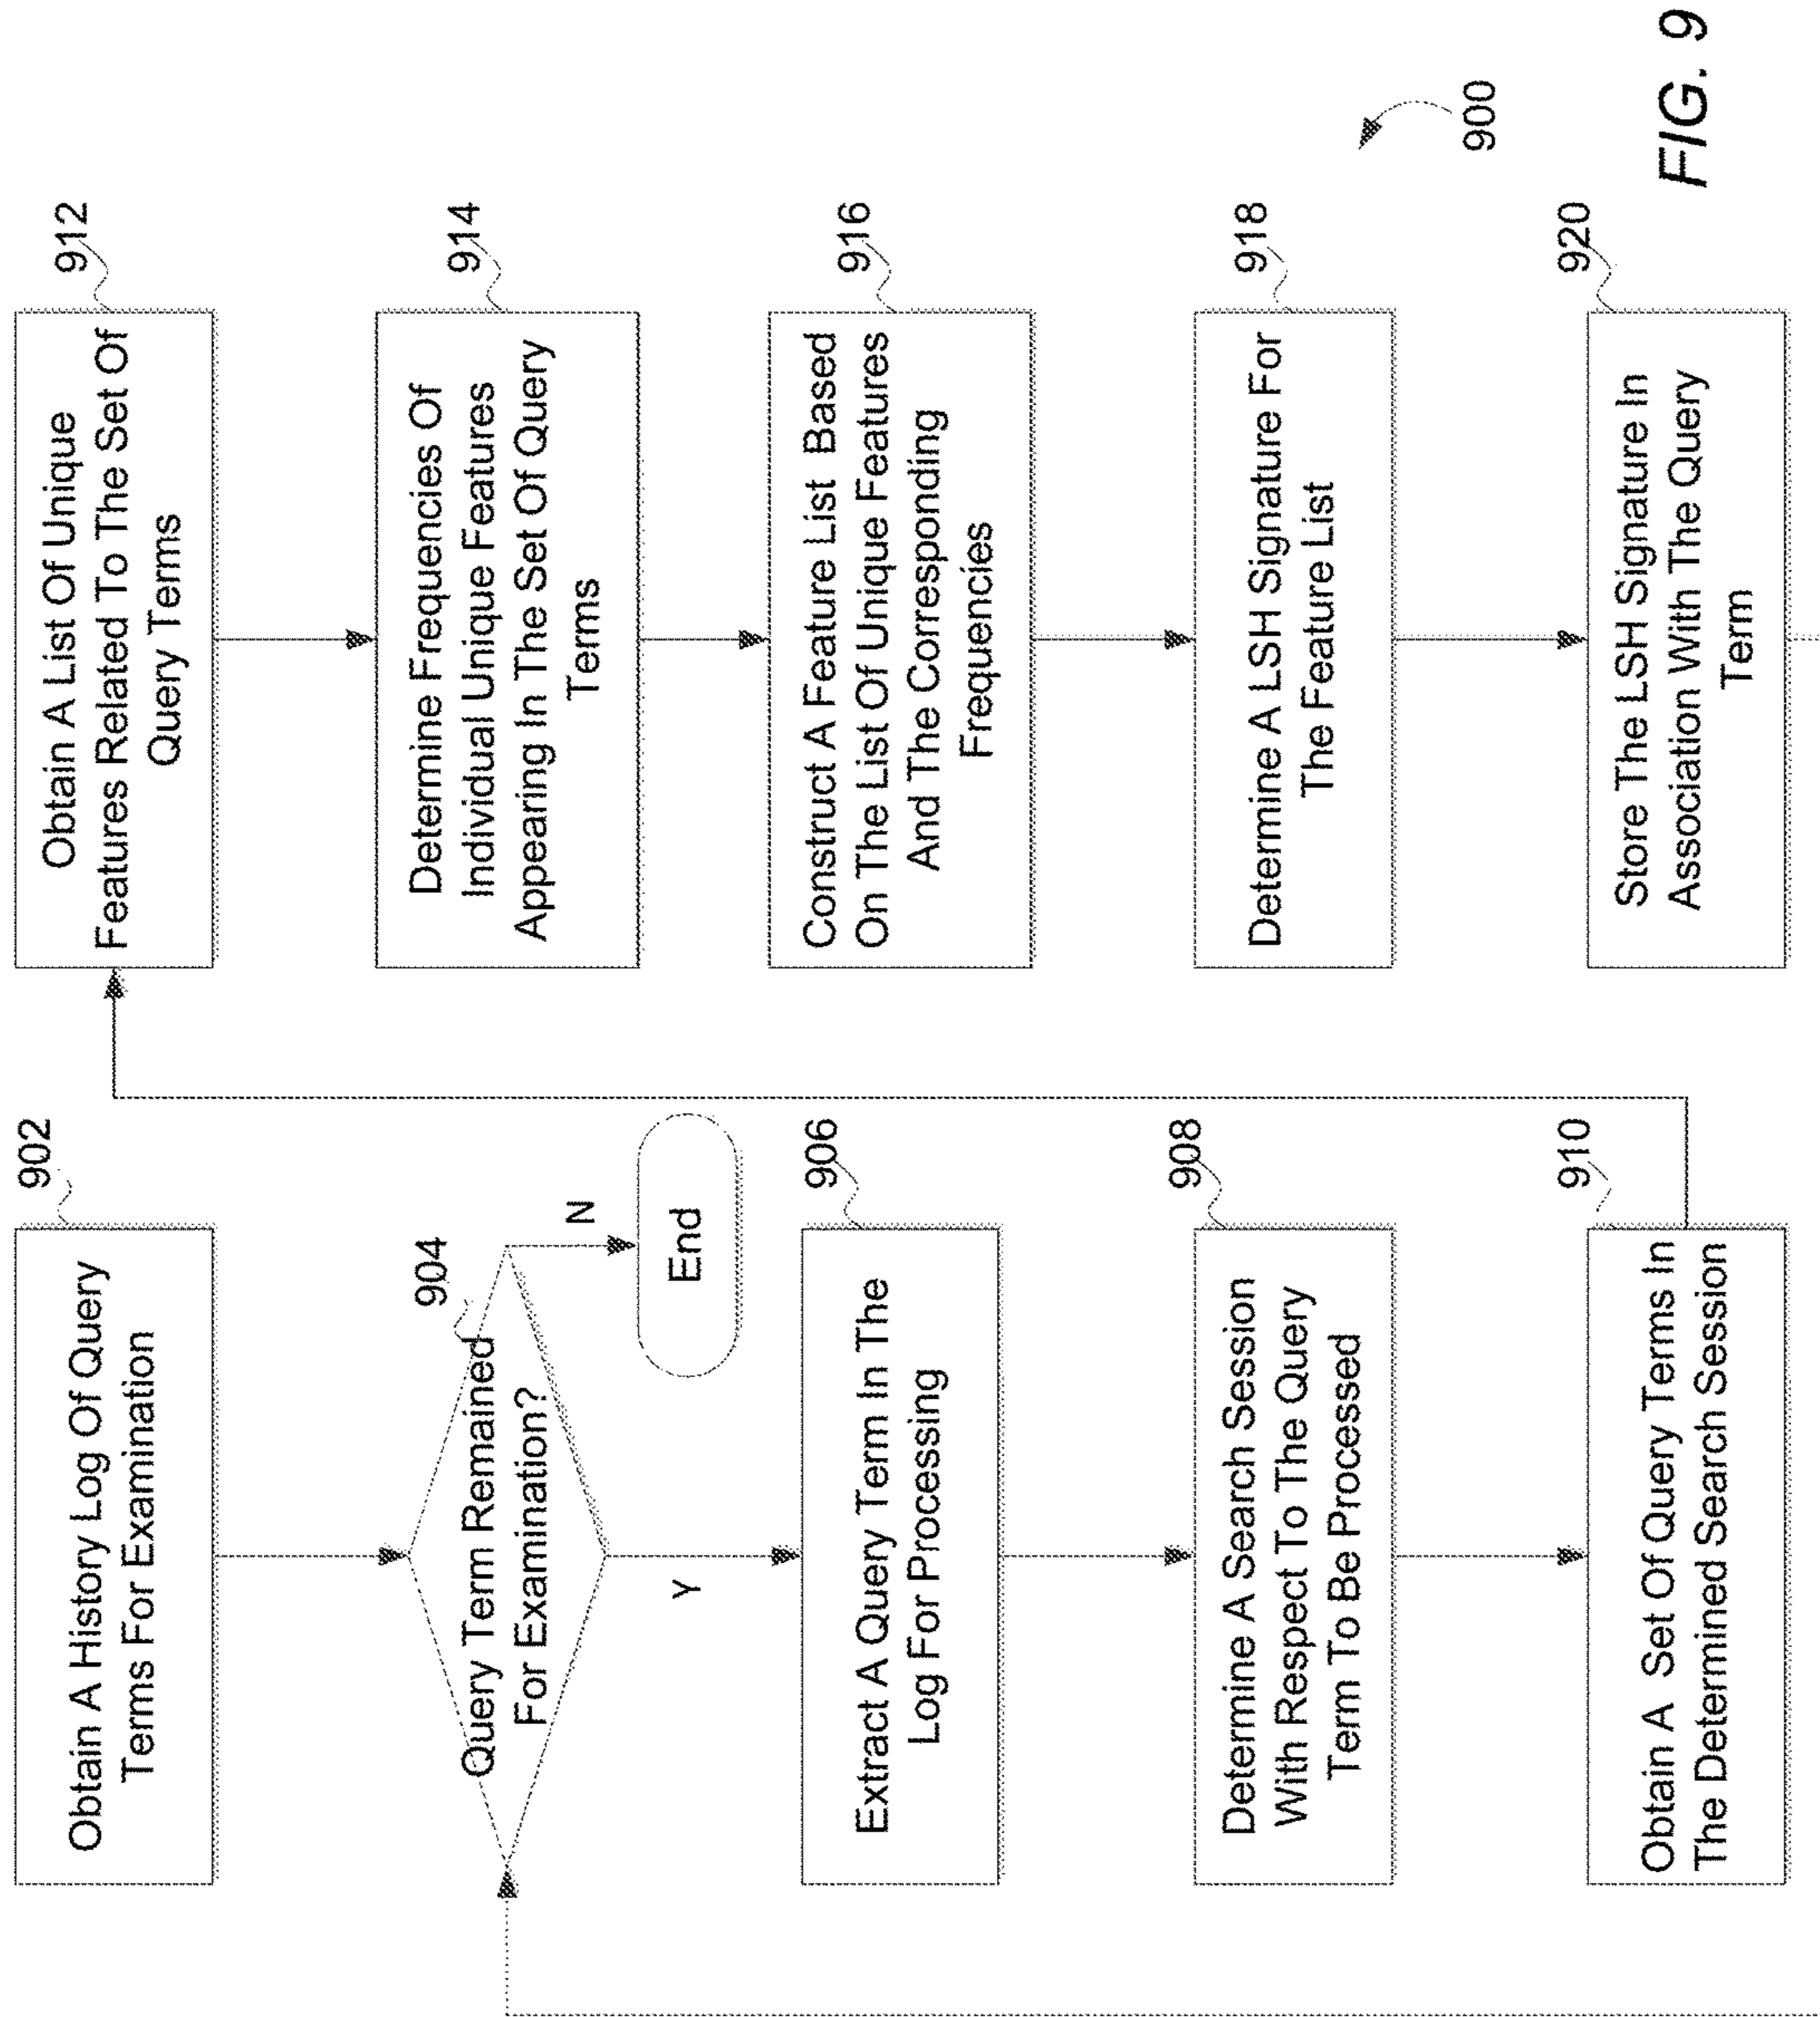 902
Obtain A History Log Of Query
Terms For Examination
904
Query Term Remained
For Examination?
N
End
Y
906
Extract A Query Term In The
Log For Processing
908
Determine A Search Session
With Respect To The Query
Term To Be Processed
910
Obtain A Set Of Query Terms In
The Determined Search Session
912
Obtain A List Of Unique
Features Related To The Set Of
Query Terms
914
Determine Frequencies Of
Individual Unique Features
Appearing In The Set Of Query
Terms
916
Construct A Feature List Based
On The List Of Unique Features
And The Corresponding
Frequencies
918
Determine A LSH Signature For
The Feature List
920
Store The LSH Signature In
Association With The Query
Term
900
FIG. 9